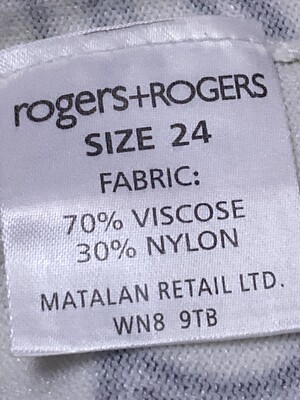 rogers+ROGERS
SIZE 24
FABRIC:
70% VISCOSE
30% NYLON
MATALAN RETAIL LTD.
WN8 9TB